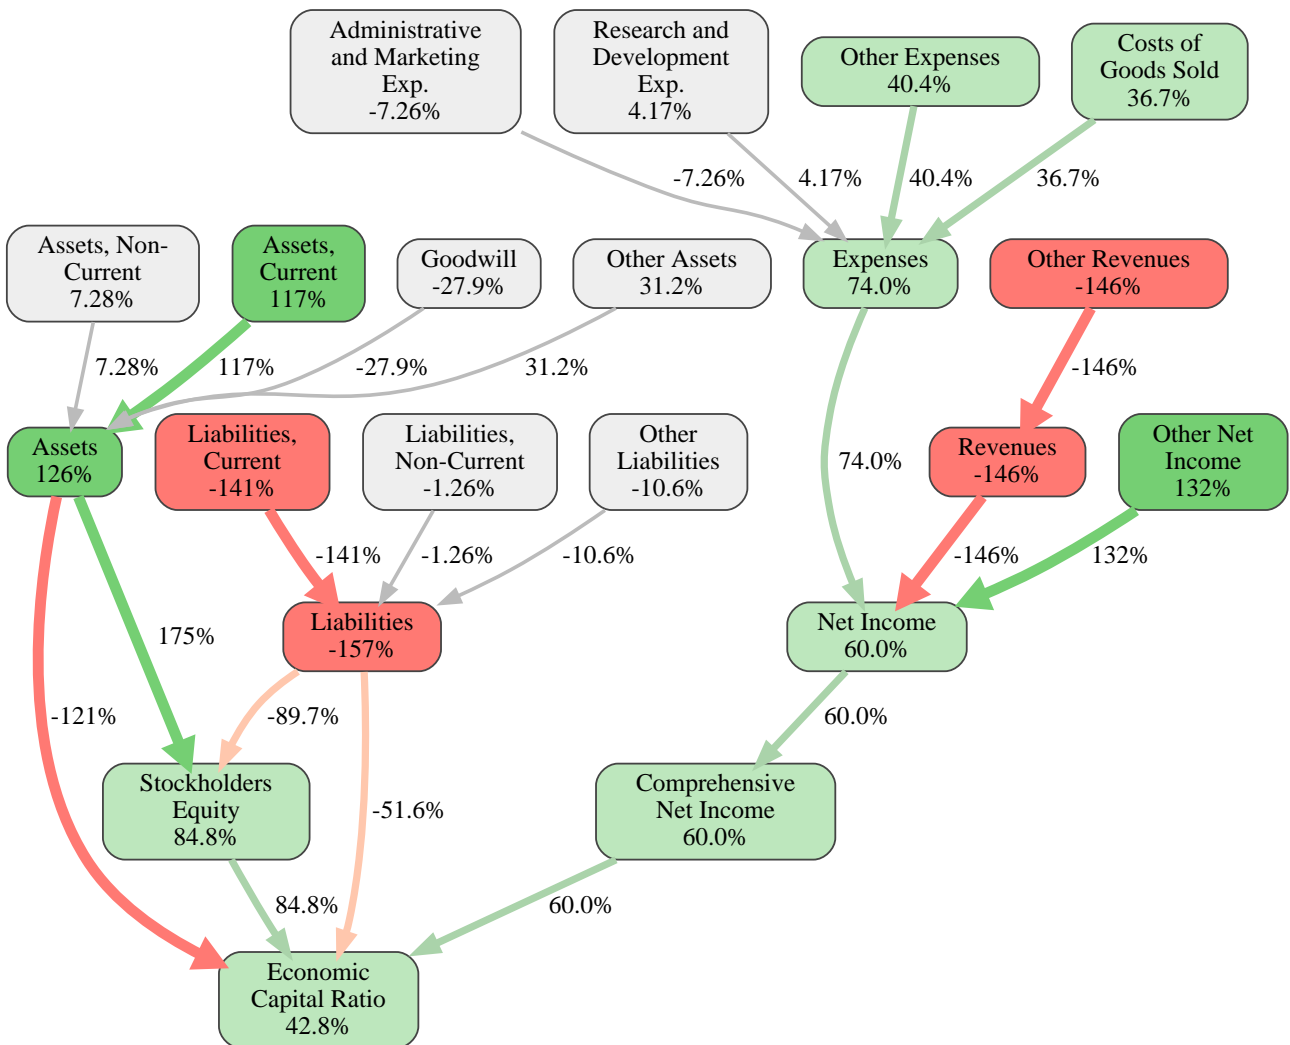 Administrative
and Marketing
Exp.
-7.26%
Research and
Development
Exp.
4.17%
Other Expenses
40.4%
Costs of
Goods Sold
36.7%
-7.26%
4.17%
40.4%
36.7%
Assets, Non-
Current
7.28%
Assets,
Current
117%
Goodwill
-27.9%
Other Assets
31.2%
Expenses
74.0%
Other Revenues
-146%
7.28%
117%
-27.9%
31.2%
-146%
Assets
126%
Liabilities,
Current
-141%
Liabilities,
Non-Current
-1.26%
Other
Liabilities
-10.6%
74.0%
Revenues
-146%
Other Net
Income
132%
-141%
-1.26%
-10.6%
-146%
132%
175%
Liabilities
-157%
Net Income
60.0%
-121%
-89.7%
60.0%
Stockholders
Equity
84.8%
-51.6%
Comprehensive
Net Income
60.0%
84.8%
60.0%
Economic
Capital Ratio
42.8%